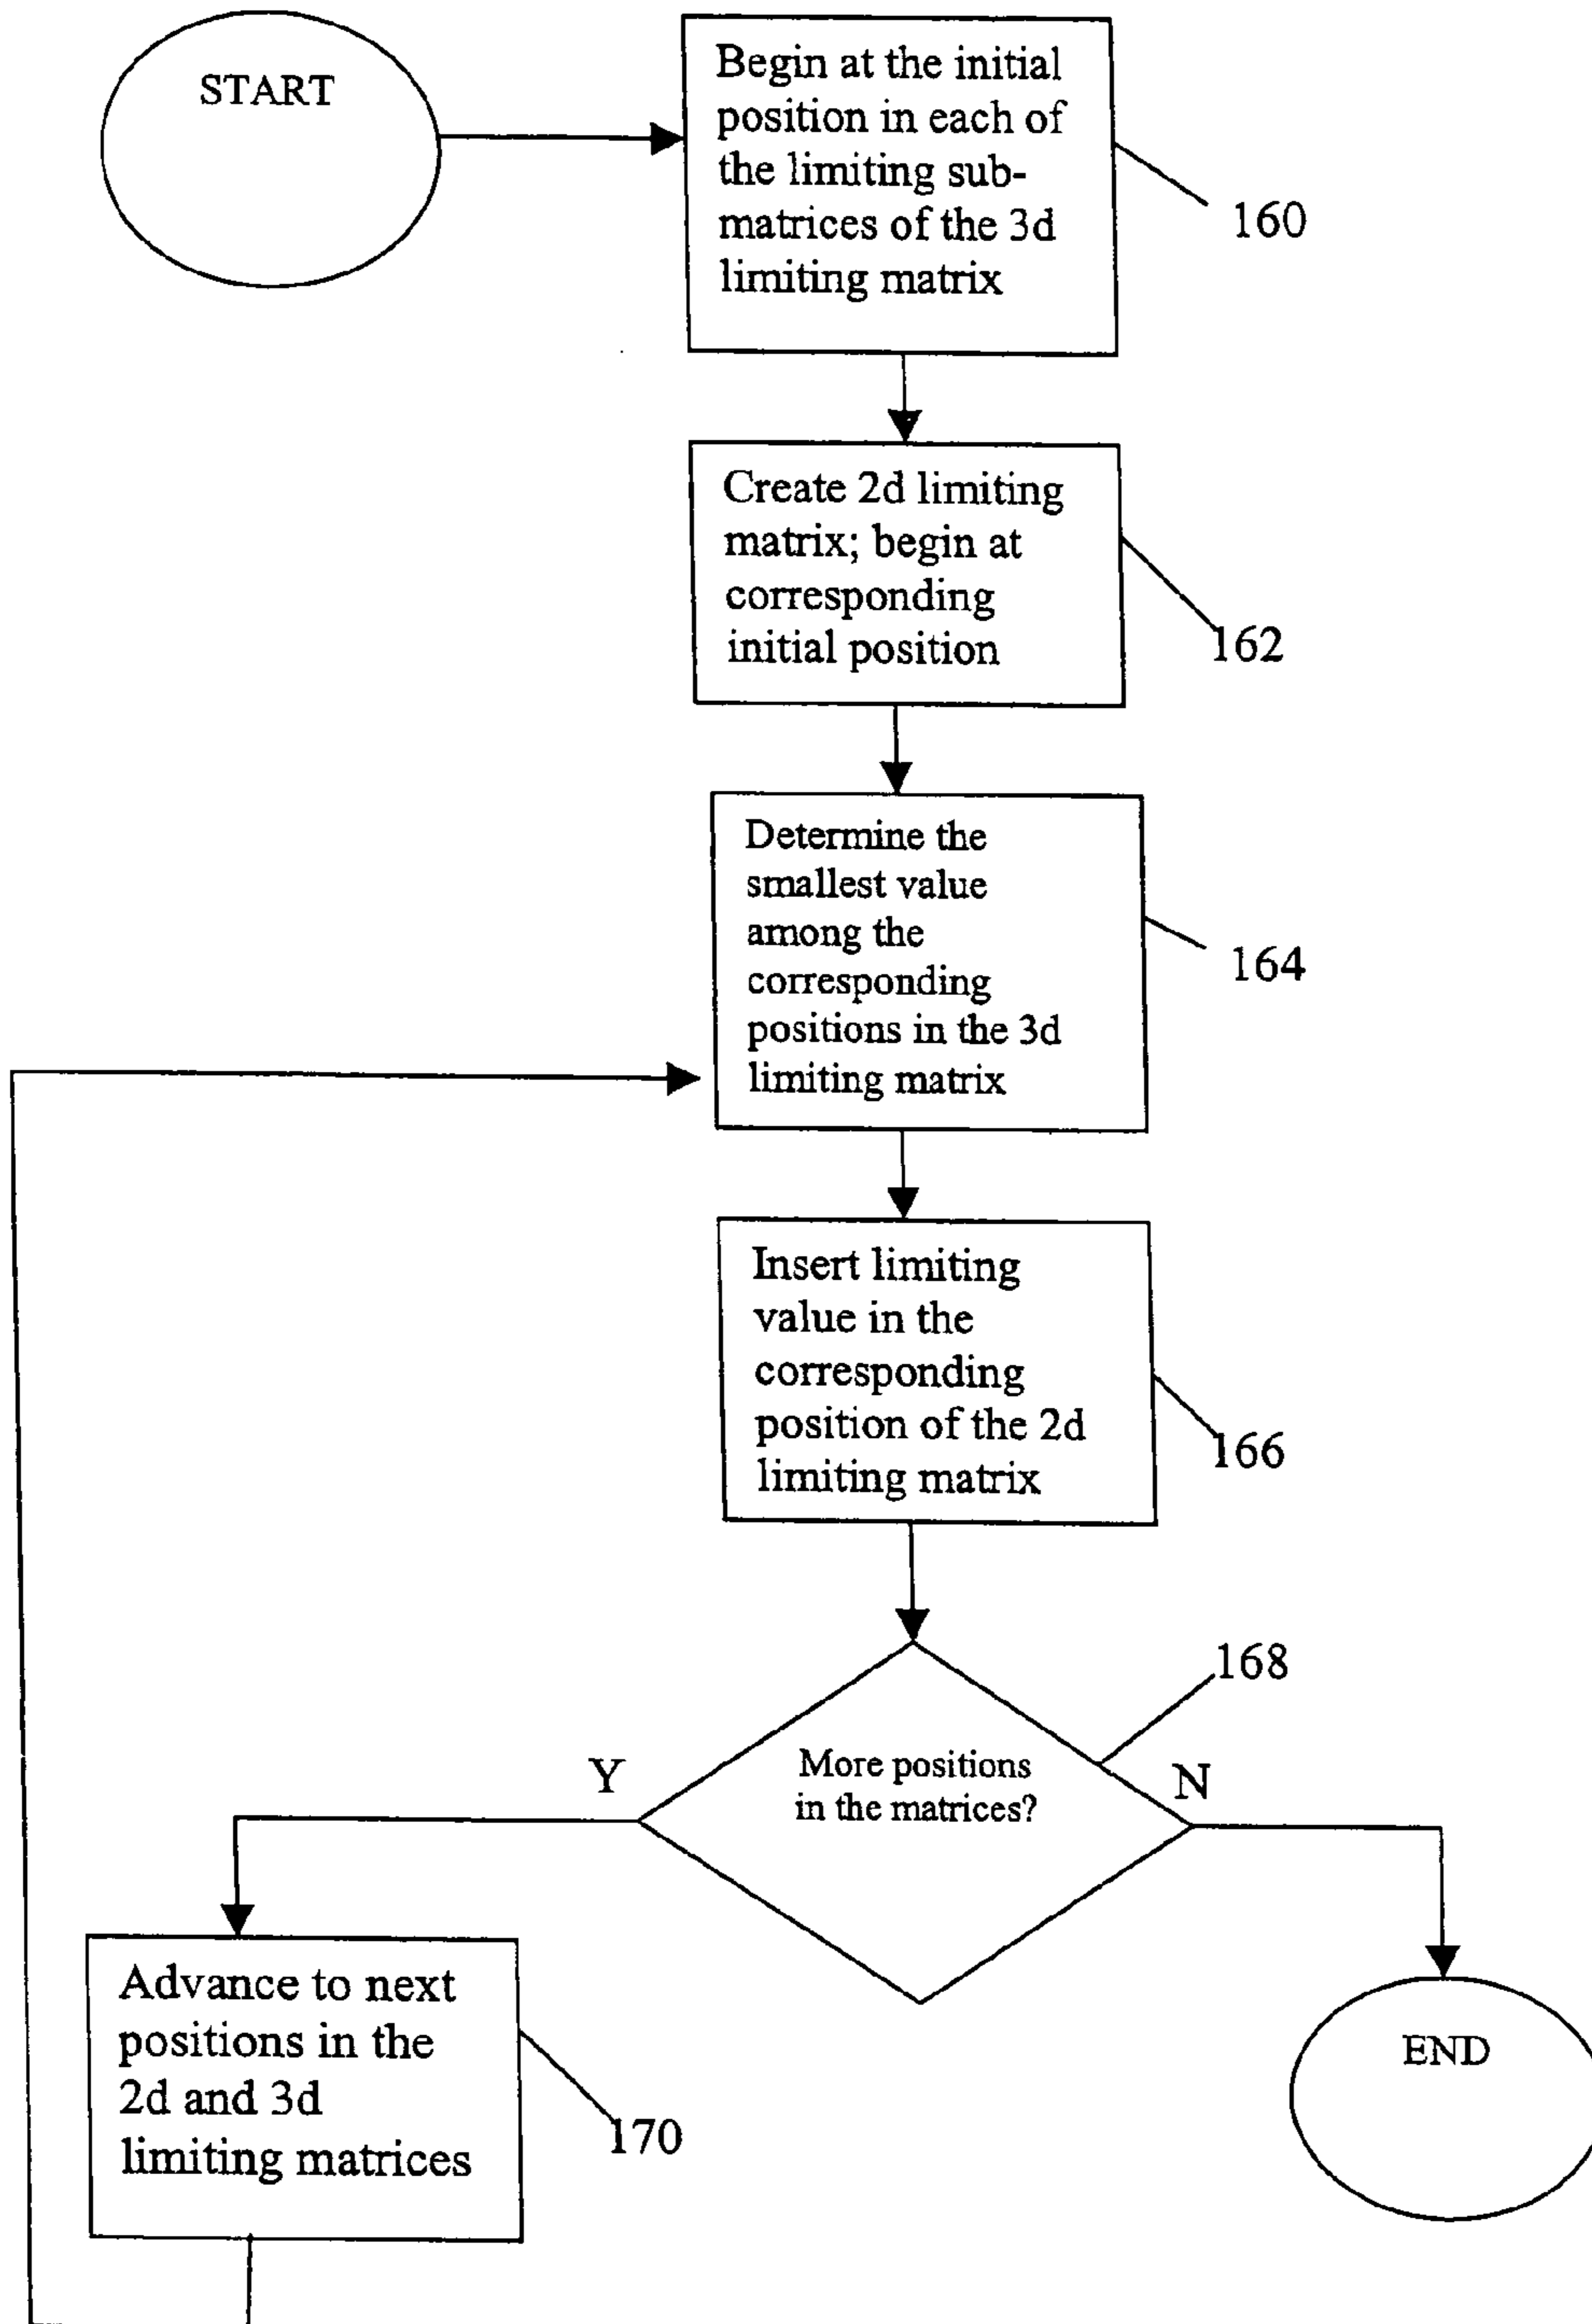 START
Begin at the initial
position in each of
the limiting sub-
matrices of the 3d
limiting matrix
160
Create 2d limiting
matrix; begin at
corresponding
initial position
162
Determine the
smallest value
among the
corresponding
positions in the 3d
limiting matrix
164
Insert limiting
value in the
corresponding
position of the 2d
limiting matrix
166
168
More positions
in the matrices?
Y
N
Advance to next
positions in the
2d and 3d
limiting matrices
170
END